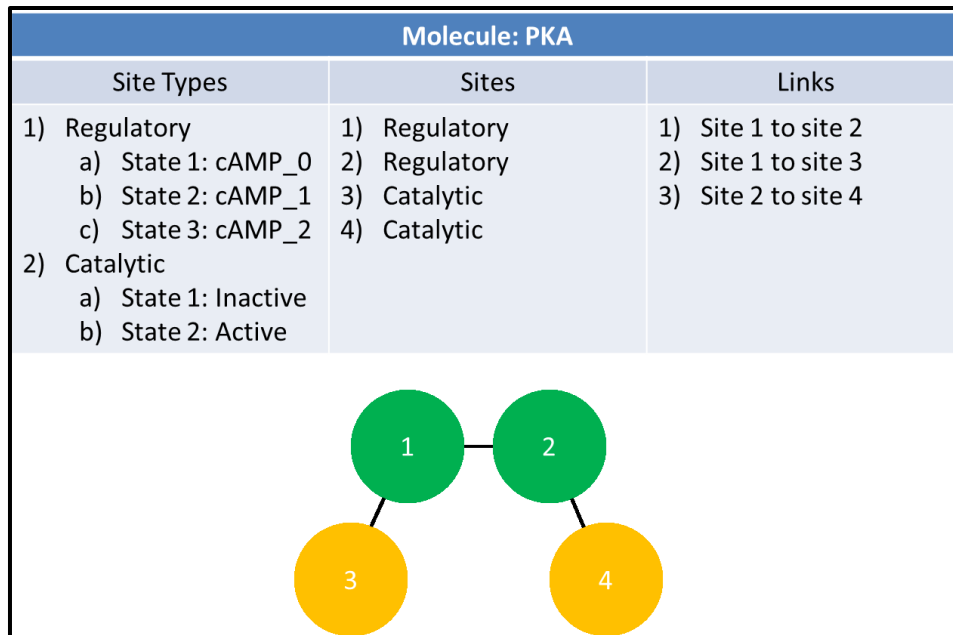 Molecule: PKA
Site Types
1) Regulatory
a) State 1: cAMP_0
b) State 2: cAMP_1
c) State 3: cAMP_2
2) Catalytic
a) State 1: Inactive
b) State 2: Active
Sites
1) Regulatory
2) Regulatory
3) Catalytic
4) Catalytic
Links
1) Site 1 to site 2
2) Site 1 to site 3
3) Site 2 to site 4
1
2
3
4